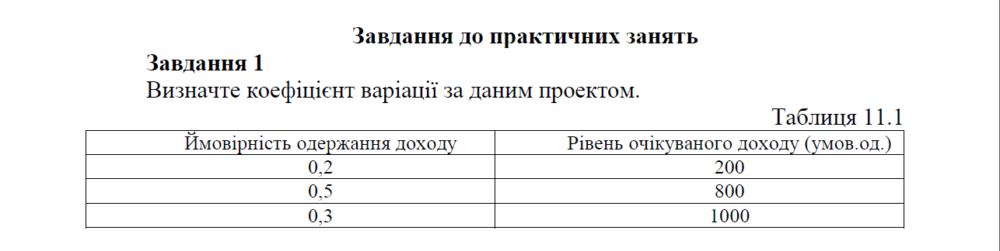 Завдання до практичних занять
Завдання 1
Визначте коефіцієнт варіації за даним проектом.
Таблиця 11.1
Ймовірність одержання доходу Рівень очікуваного доходу (умов.од.)
0,2 200
0,5 800
0,3 1000